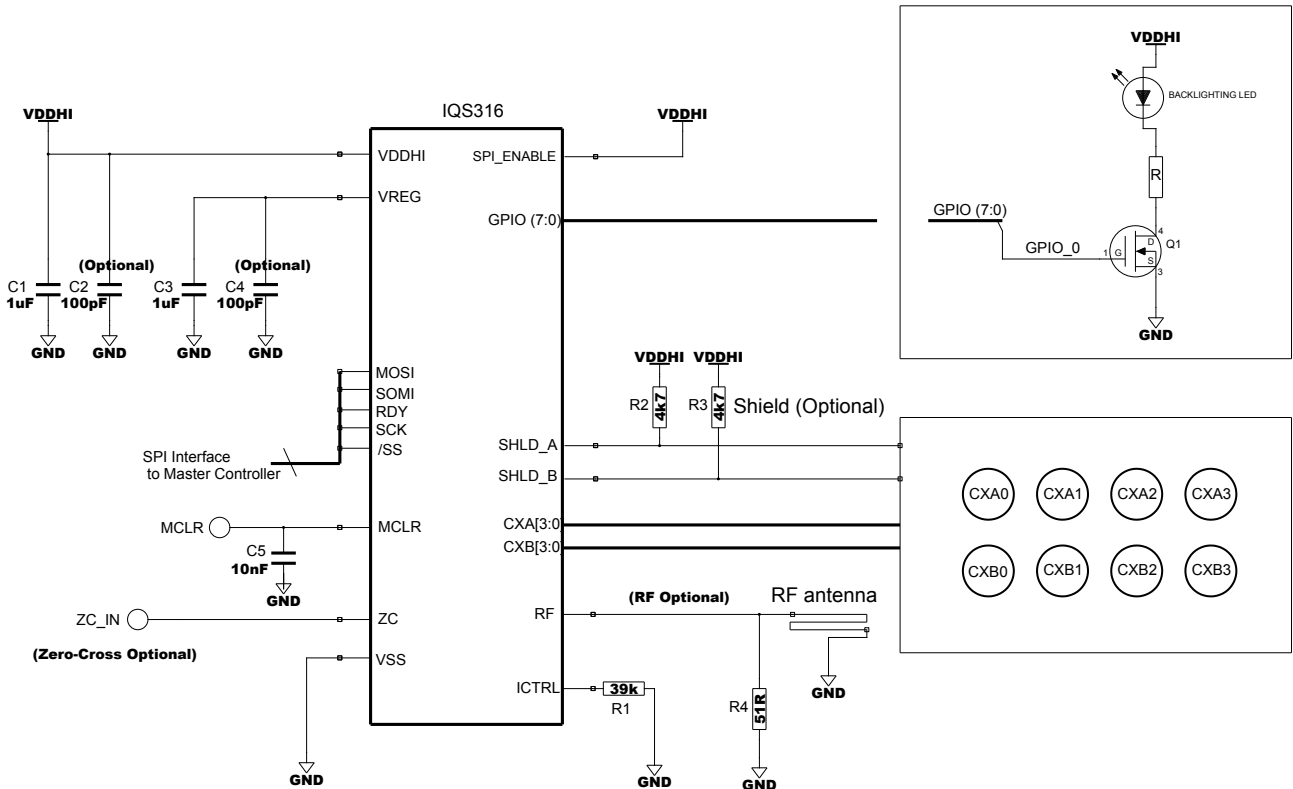 IQS316
VDDHI
VDDHI
SPI_ENABLE
VDDHI
VREG
GPIO (7:0)
(Optional)
(Optional)
C1
1uF
C2
100pF
C3
1uF
C4
100pF
GND
GND
GND
GND
MOSI
SOMI
RDY
SCK
/SS
SPI Interface
to Master Controller
MCLR
MCLR
C5
10nF
GND
ZC_IN
ZC
(Zero-Cross Optional)
VSS
GND
VDDHI
VDDHI
VDDHI
R2
4k7
R3
4k7
Shield (Optional)
SHLD_A
SHLD_B
CXA[3:0]
CXB[3:0]
RF
(RF Optional)
RF antenna
GND
ICTRL
39k
R1
GND
R4
51R
GND
VDDHI
BACKLIGHTING LED
R
GPIO (7:0)
GPIO_0
1
G
4
D
S
3
Q1
GND
CXA0
CXA1
CXA2
CXA3
CXB0
CXB1
CXB2
CXB3